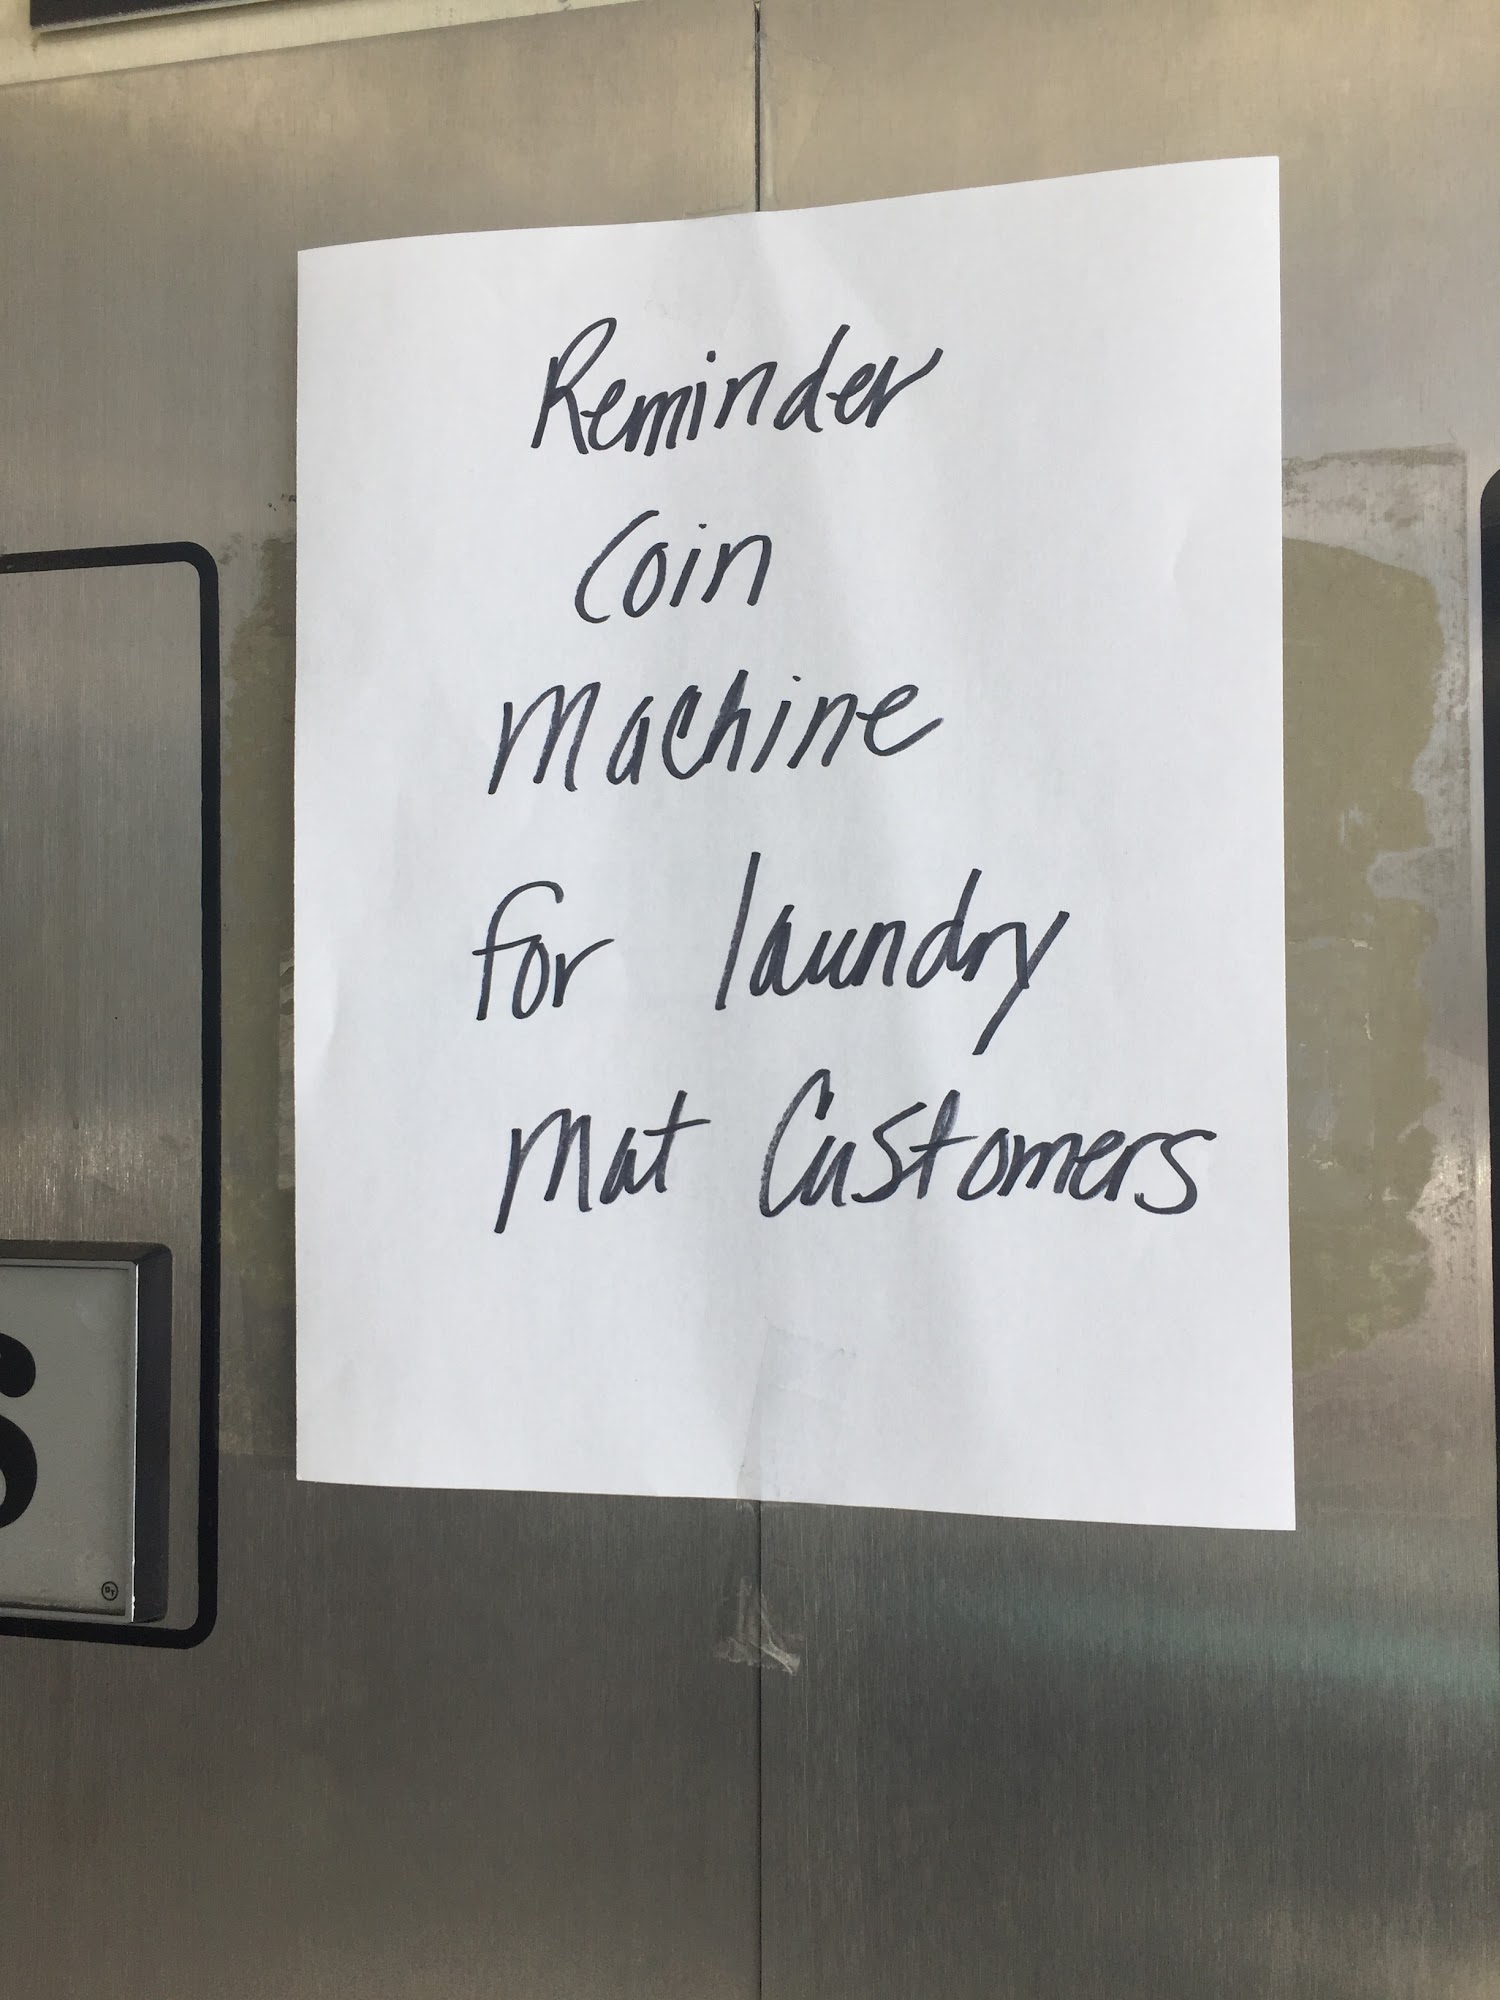 Reminder
Coin
Machine
for laundry
Mat Customers
S